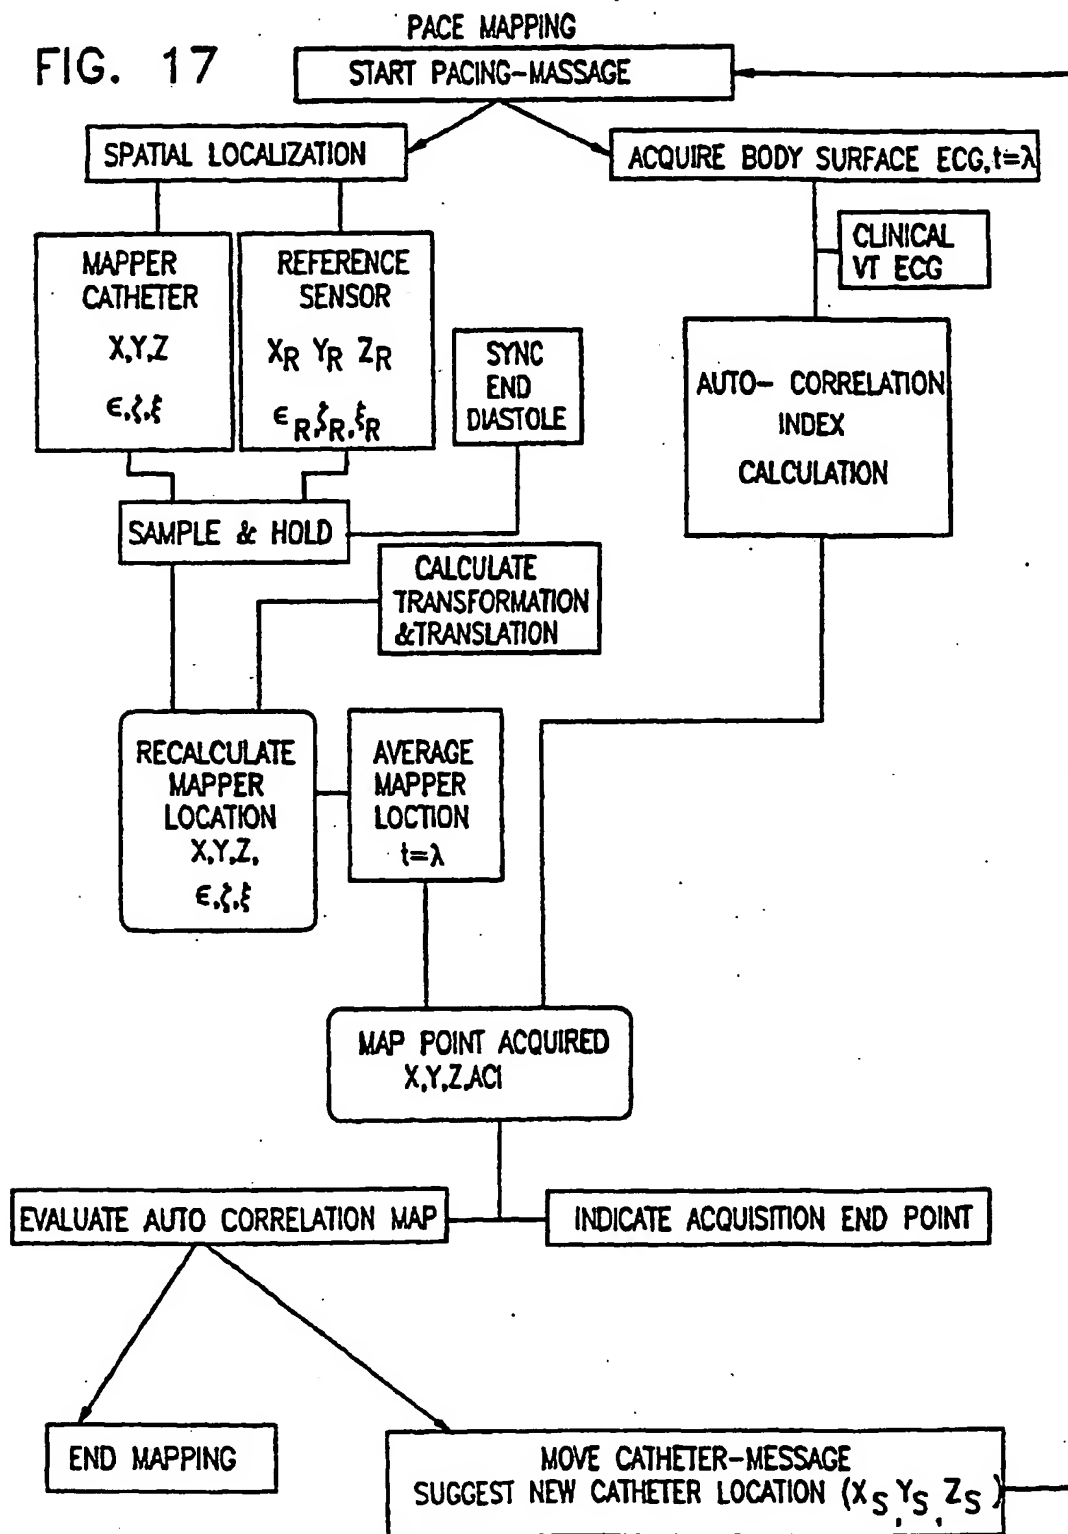 FIG. 17
PACE MAPPING
START PACING-MASSAGE
SPATIAL LOCALIZATION
ACQUIRE BODY SURFACE ECG,t=λ
MAPPER
CATHETER
X,Y,Z
ϵ,ζ,ξ
REFERENCE
SENSOR
XR YR ZR
ϵR,ζR,ξR
CLINICAL
VT ECG
SYNC
END
DIASTOLE
AUTO- CORRELATION
INDEX
CALCULATION
SAMPLE & HOLD
CALCULATE
TRANSFORMATION
&TRANSLATION
RECALCULATE
MAPPER
LOCATION
X,Y,Z,
ϵ,ζ,ξ
AVERAGE
MAPPER
LOCTION
t=λ
MAP POINT ACQUIRED
X,Y,Z,ACI
EVALUATE AUTO CORRELATION MAP
INDICATE ACQUISITION END POINT
END MAPPING
MOVE CATHETER-MESSAGE
SUGGEST NEW CATHETER LOCATION (XS,YS,ZS)